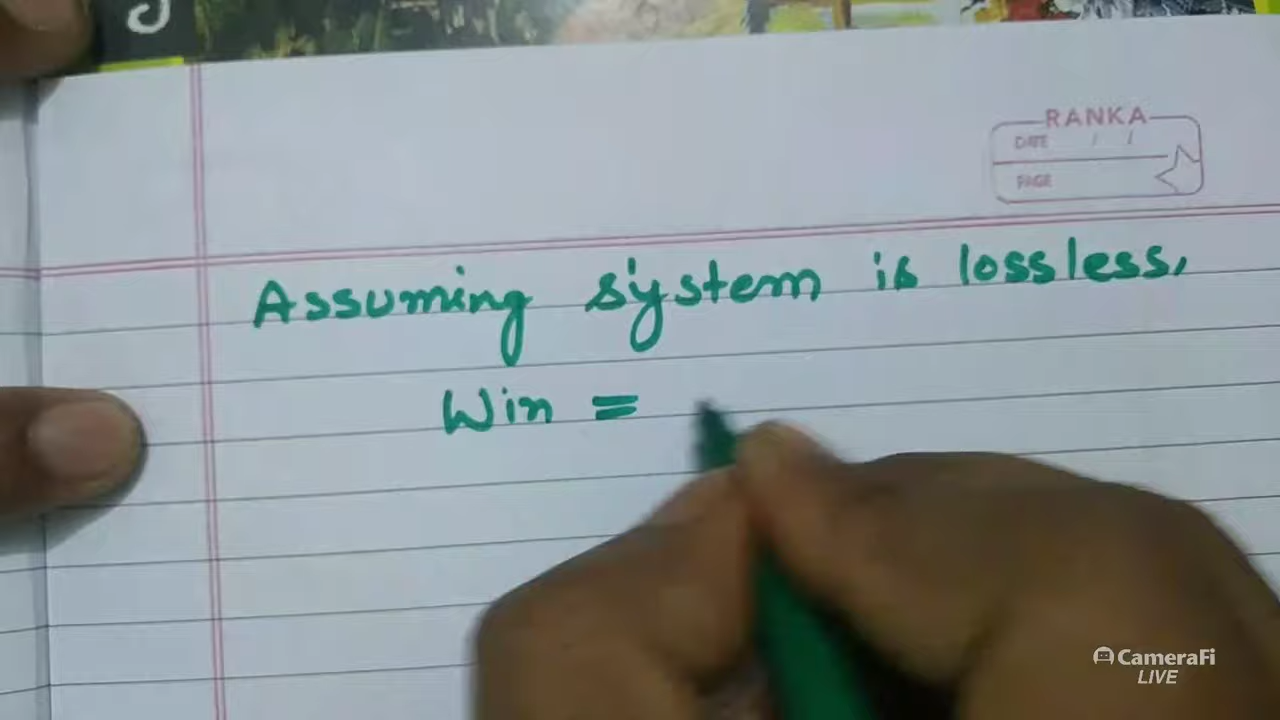 RANKA
DATE / /
PAGE
Assuming system is lossless,
Win =
CameraFi
LIVE